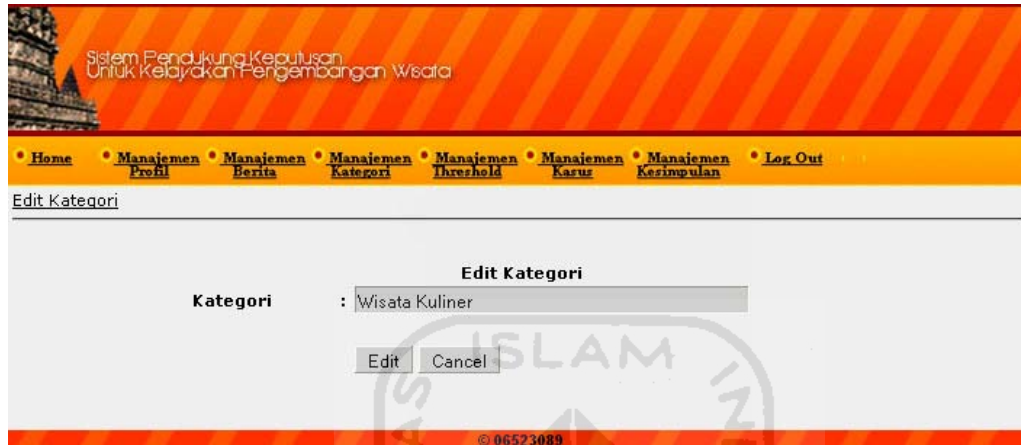 Sistem Pendukung Keputusan
Untuk Kelayakan Pengembangan Wisata
Home Manajemen Profil Manajemen Berita Manajemen Kategori Manajemen Threshold Manajemen Kasus Manajemen Kesimpulan Log Out
Edit Kategori
Edit Kategori
Kategori : Wisata Kuliner
Edit Cancel
ISLAM
© 06523089